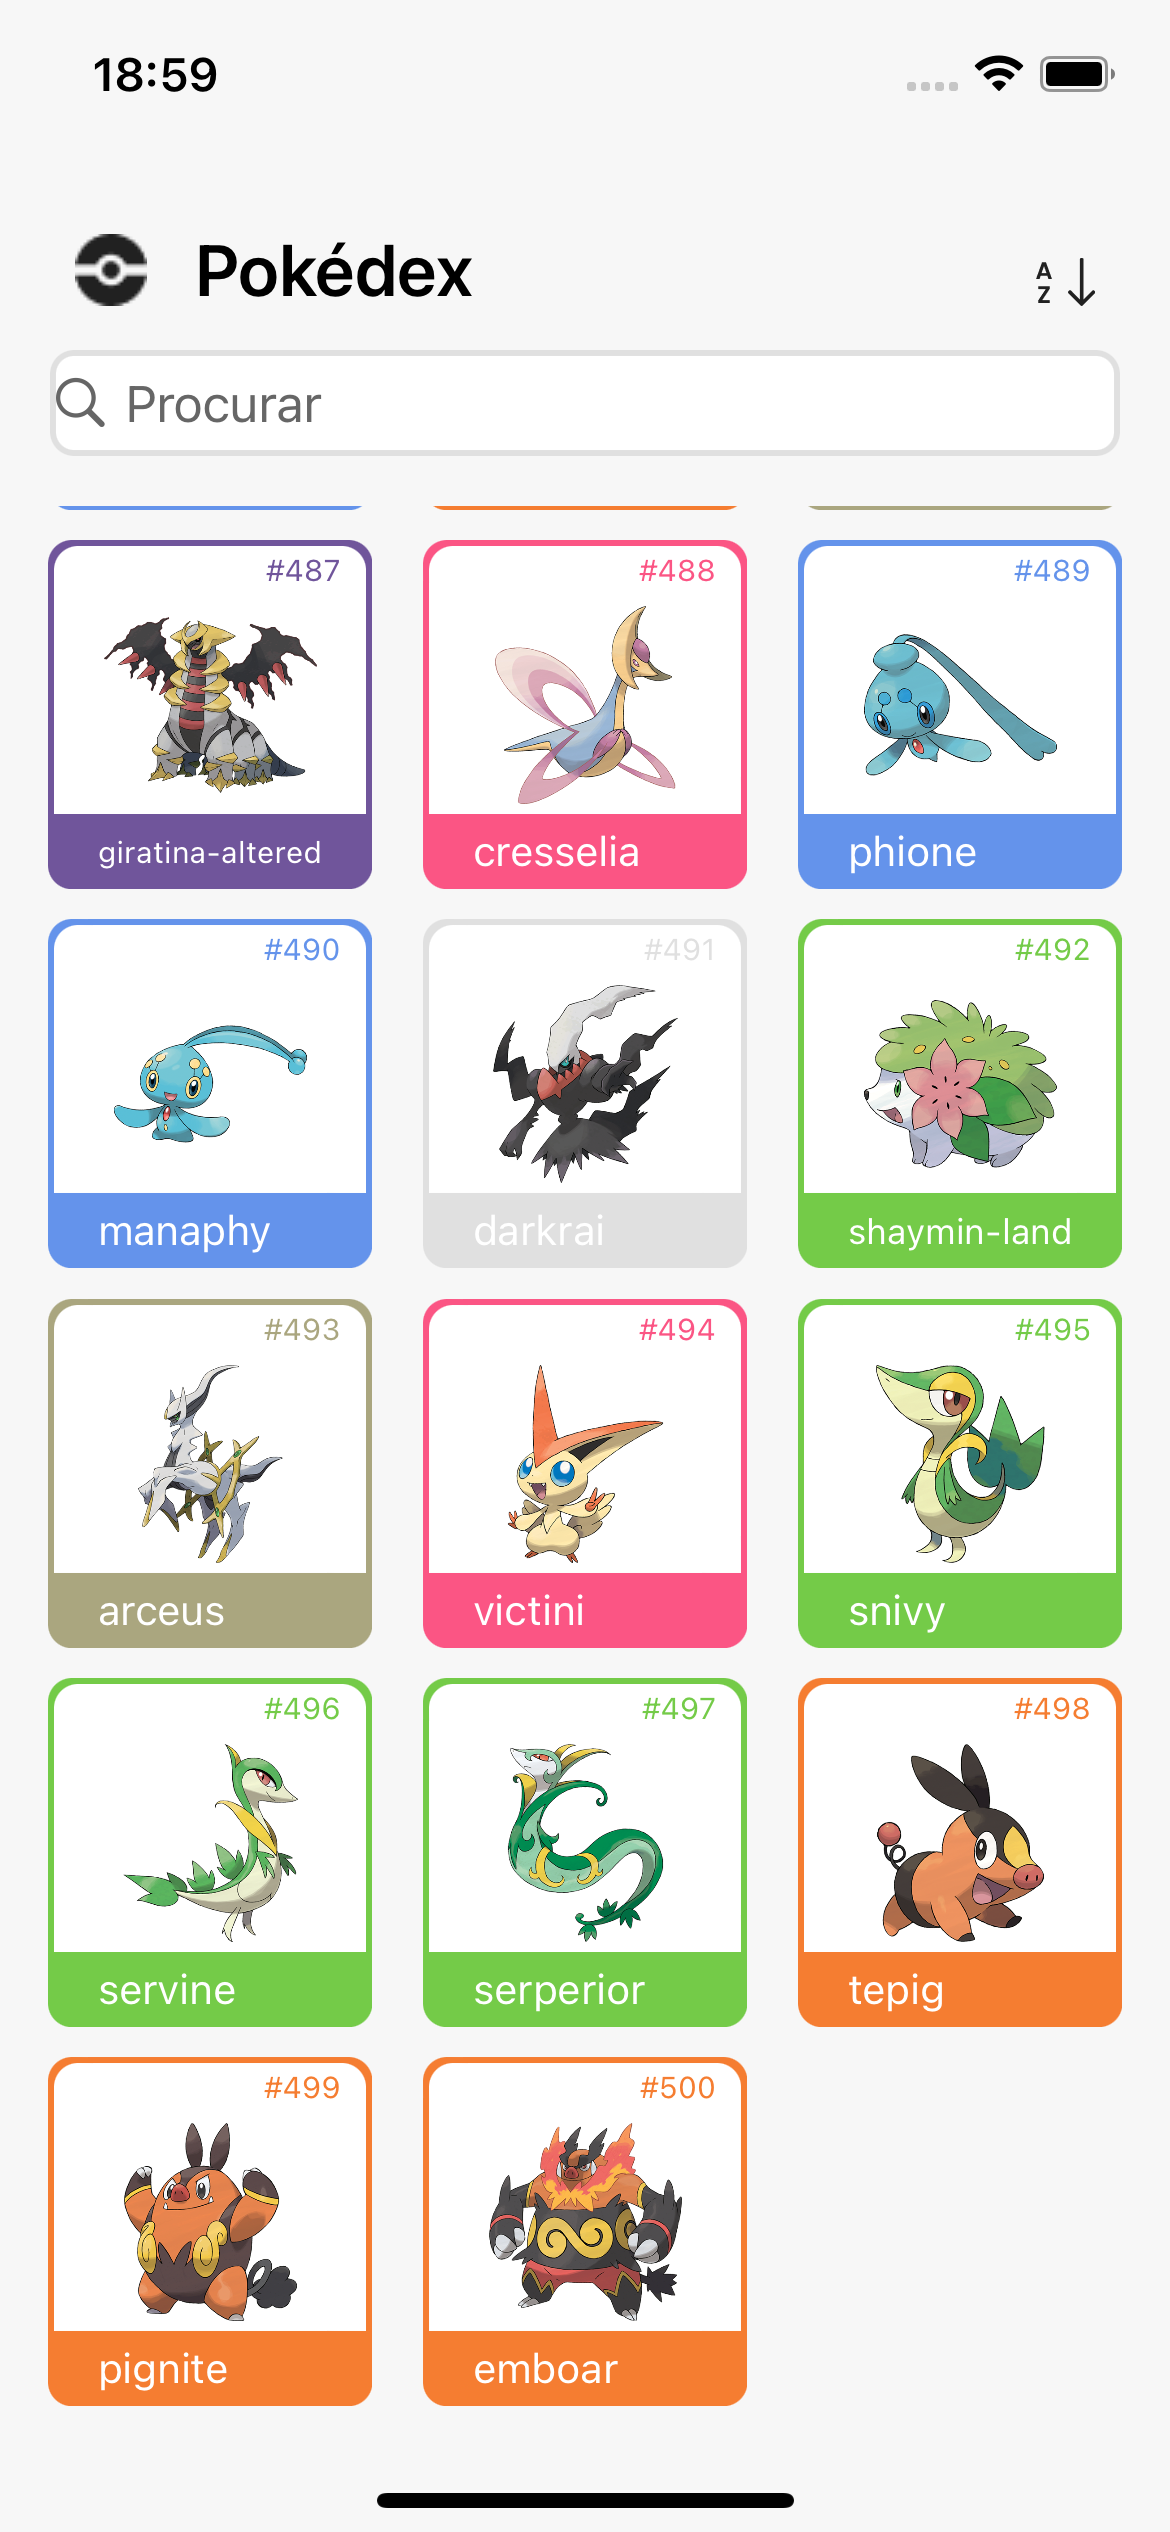 18:59
Pokédex
A
Z
Procurar
#487
#488
#489
giratina-altered
cresselia
phione
#490
#491
#492
manaphy
darkrai
shaymin-land
#493
#494
#495
arceus
victini
snivy
#496
#497
#498
servine
serperior
tepig
#499
#500
pignite
emboar